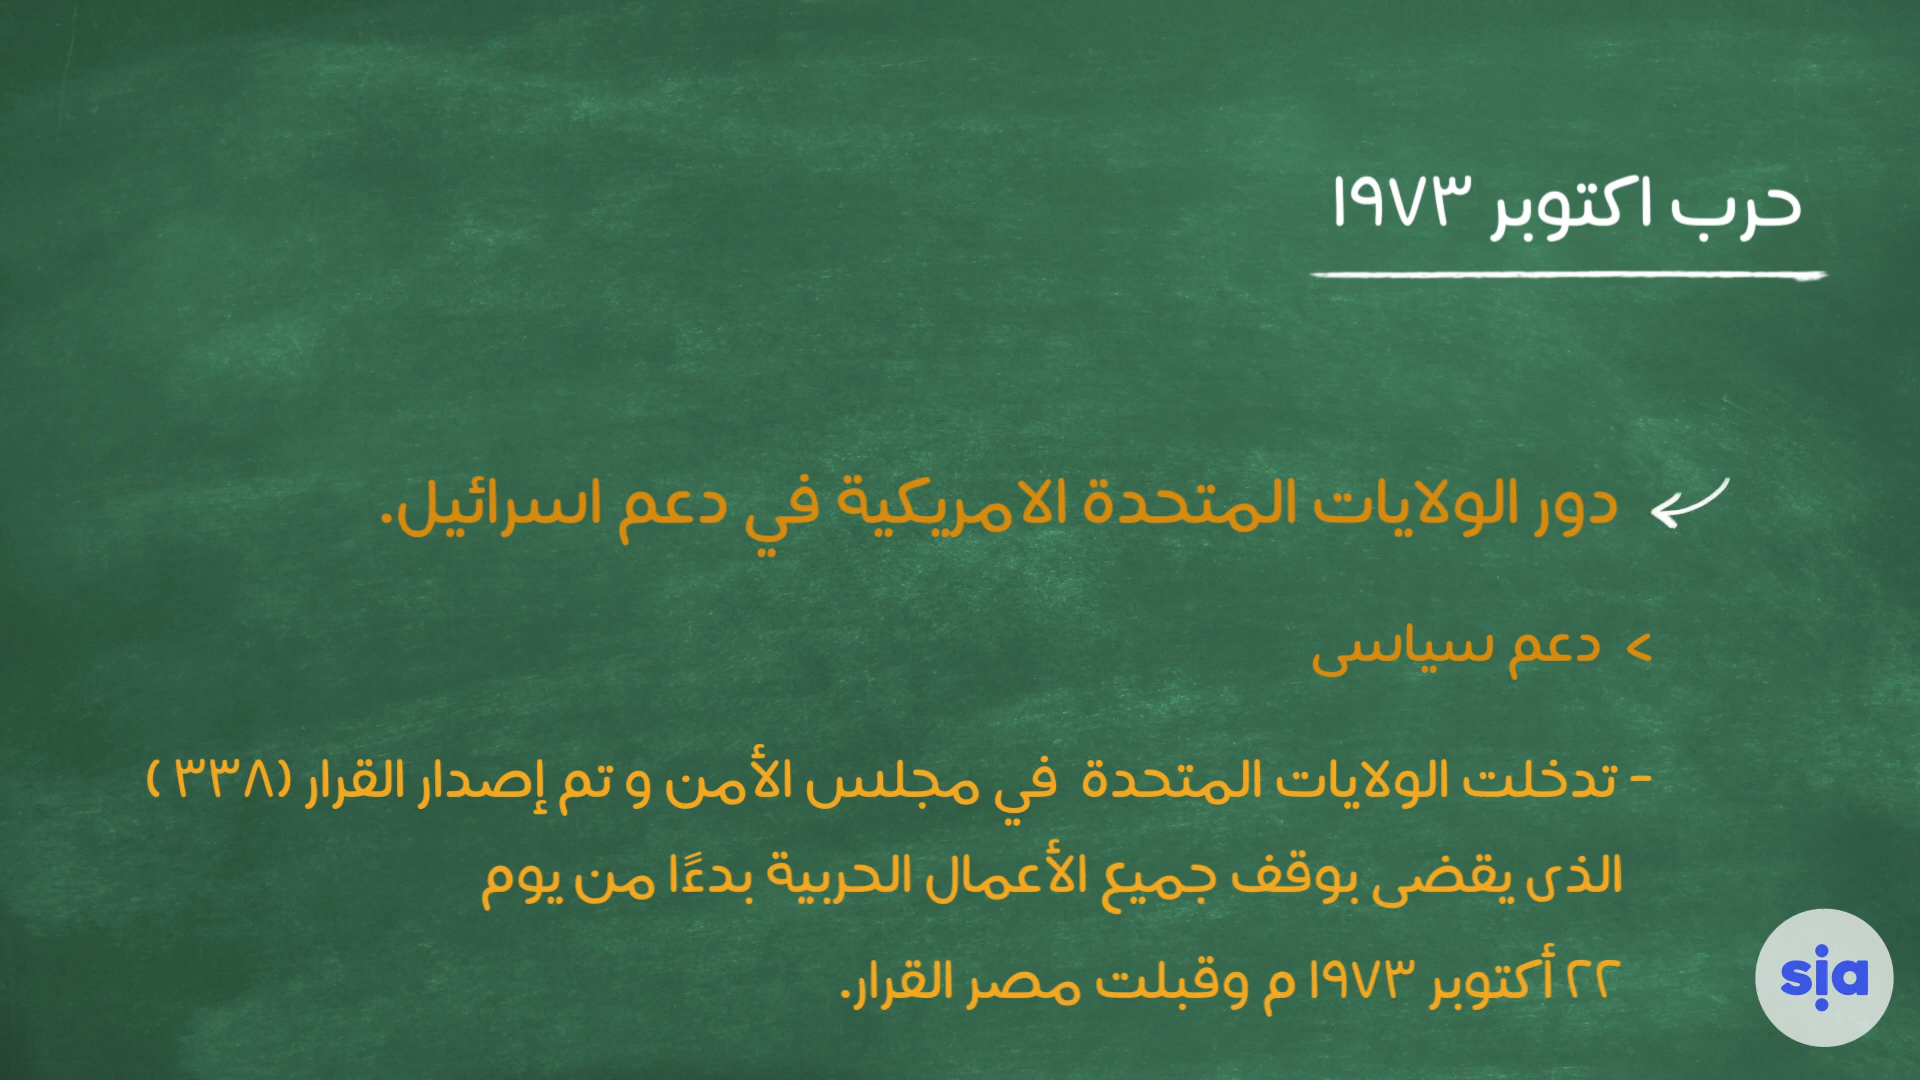 حرب اكتوبر ١٩٧٣
دور الولايات المتحدة الامريكية في دعم اسرائيل.
> دعم سياسى
- تدخلت الولايات المتحدة في مجلس الأمن و تم إصدار القرار (٣٣٨ )
الذى يقضى بوقف جميع الأعمال الحربية بدءًا من يوم
٢٢ أكتوبر ١٩٧٣ م وقبلت مصر القرار.
sia